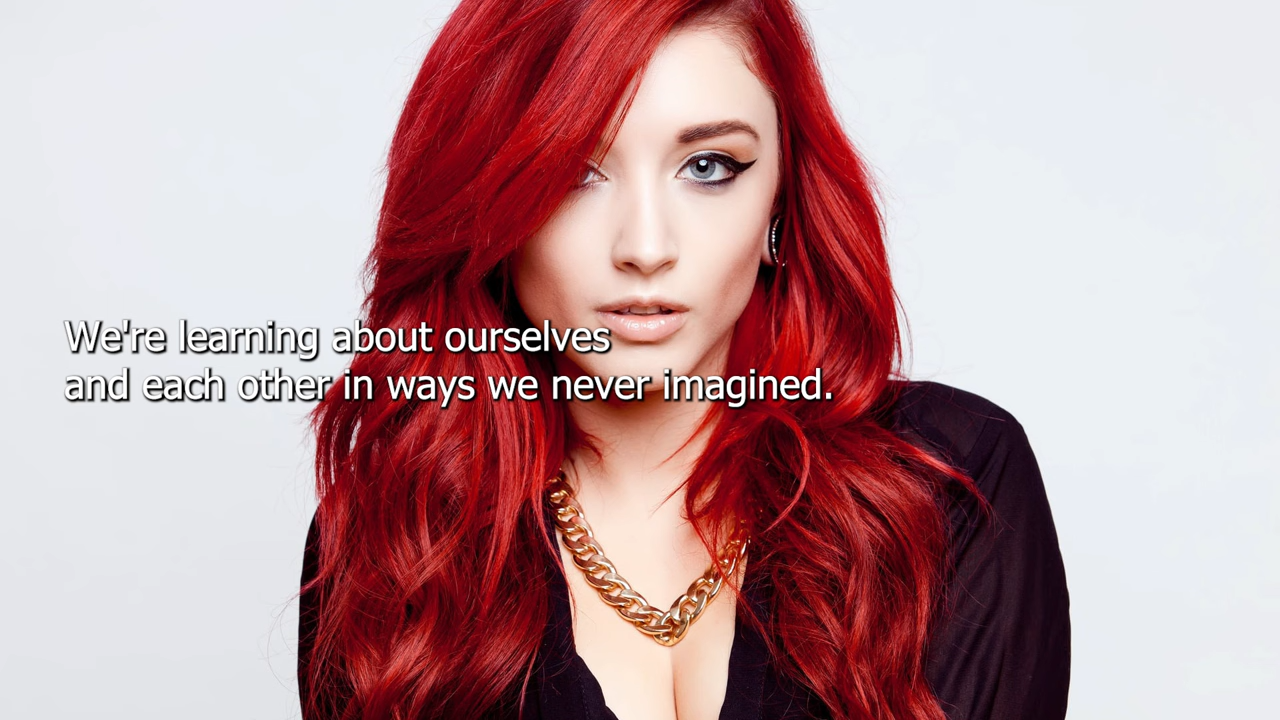 We're learning about ourselves
and each other in ways we never imagined.